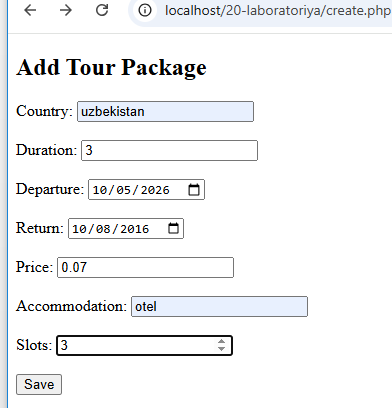 localhost/20-laboratoriya/create.php
Add Tour Package
Country: uzbekistan
Duration: 3
Departure: 10/05/2026
Return: 10/08/2016
Price: 0.07
Accommodation: otel
Slots: 3
Save